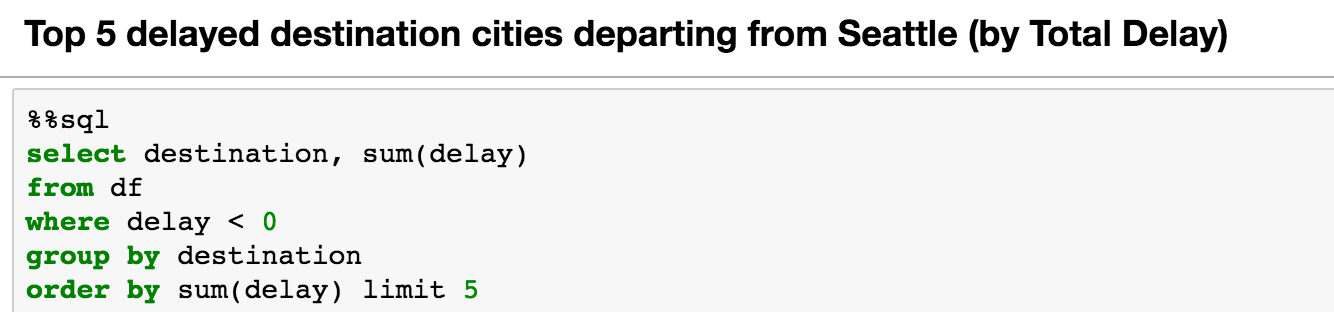 Top 5 delayed destination cities departing from Seattle (by Total Delay)
%%sql
select destination, sum(delay)
from df
where delay < 0
group by destination
order by sum(delay) limit 5